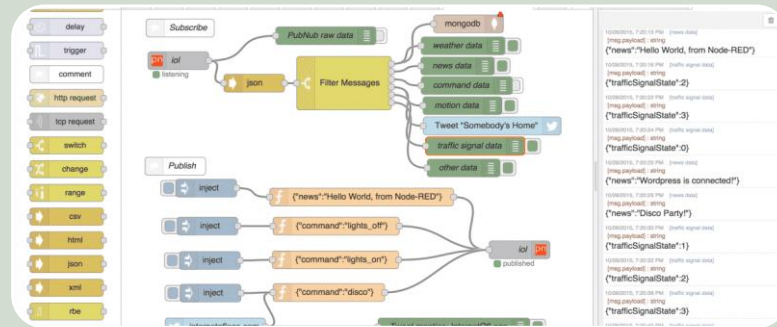 delay
trigger
comment
http request
tcp request
switch
change
range
csv
html
json
xml
rbe
Subscribe
PubNub raw data
pn iol
listening
json
Filter Messages
mongodb
weather data
news data
command data
motion data
Tweet "Somebody's Home"
traffic signal data
other data
Publish
inject
{"news":"Hello World, from Node-RED"}
inject
{"command":"lights_off"}
inject
{"command":"lights_on"}
inject
{"command":"disco"}
iol pn
published
[msg.payload] : string
{"news":"Hello World, from Node-RED"}
[msg.payload] : string
{"trafficSignalState":2}
[msg.payload] : string
{"trafficSignalState":3}
[msg.payload] : string
{"trafficSignalState":0}
[msg.payload] : string
{"news":"Wordpress is connected!"}
[msg.payload] : string
{"news":"Disco Party!"}
[msg.payload] : string
{"trafficSignalState":1}
[msg.payload] : string
{"trafficSignalState":2}
[msg.payload] : string
{"trafficSignalState":3}